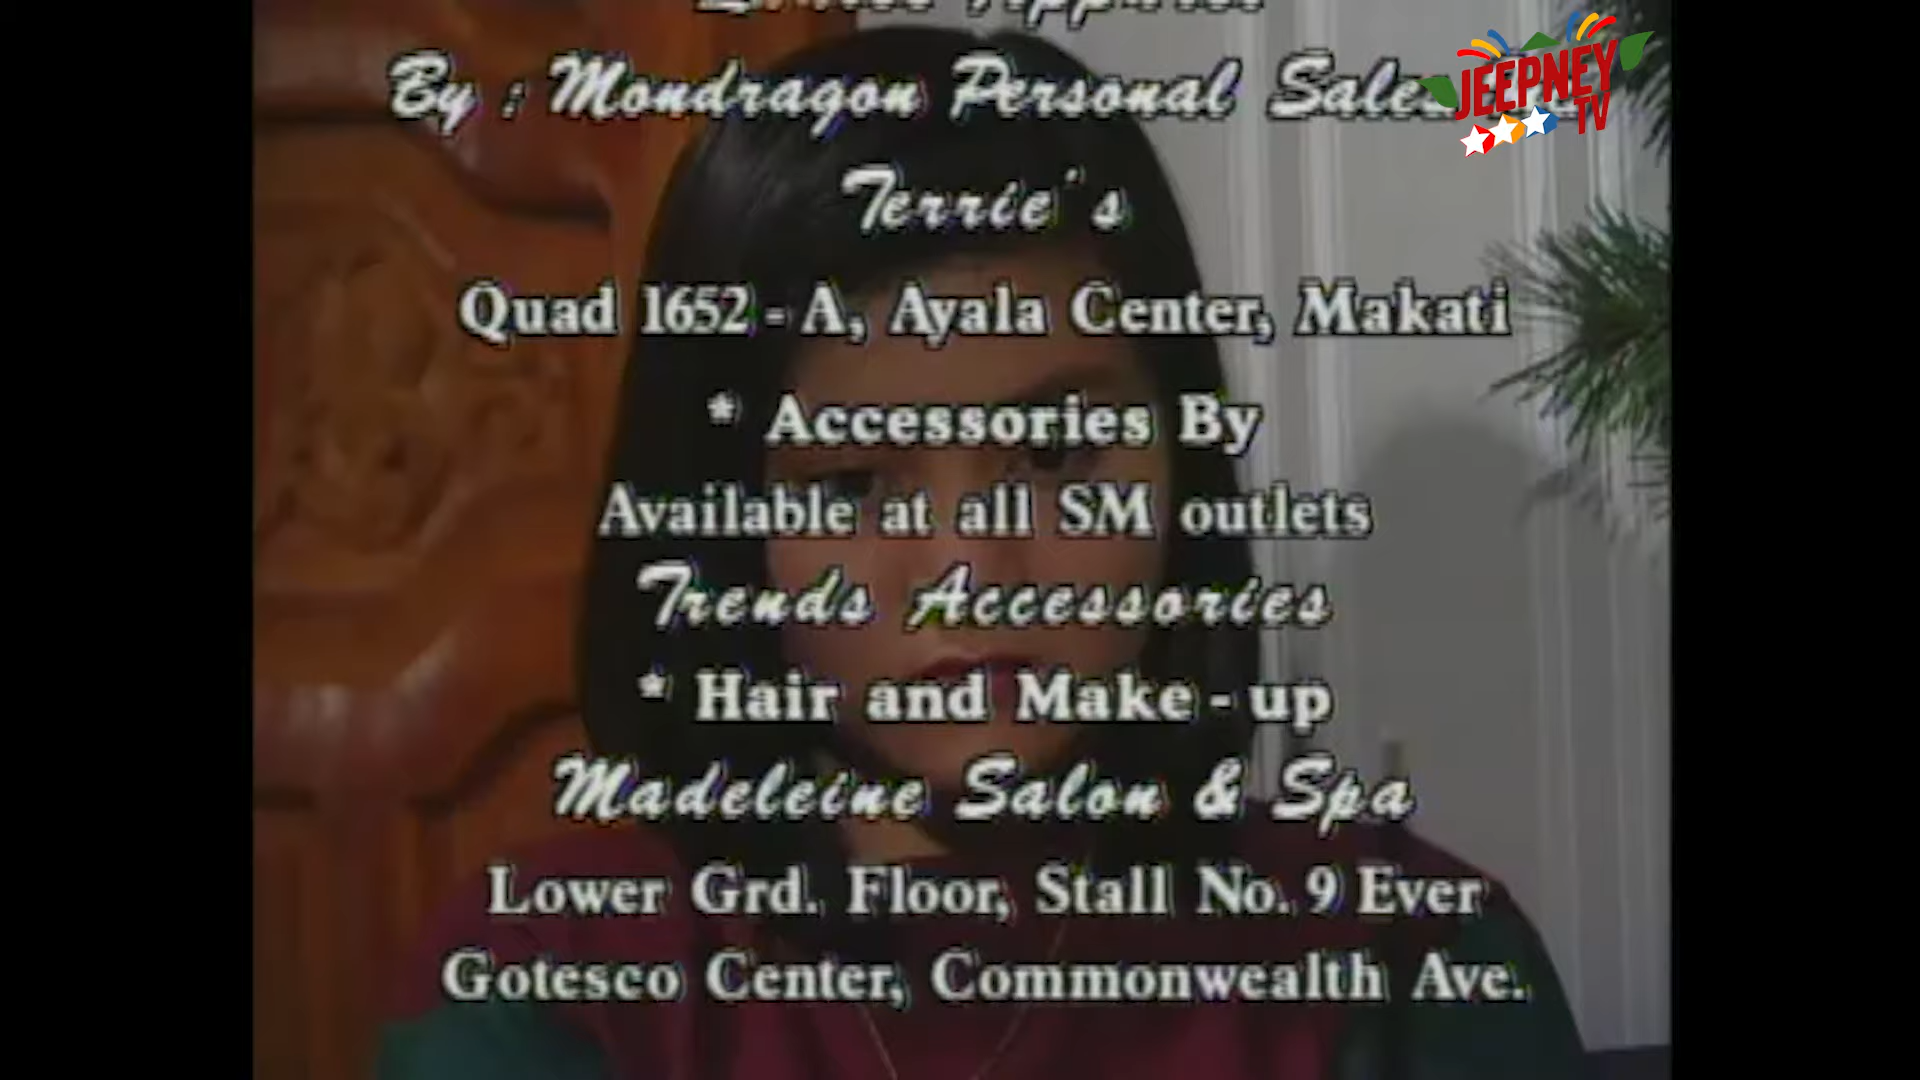 By : Mondragon Personal Sales
JEEPNEY
TV
Terrie's
Quad 1652 - A, Ayala Center, Makati
* Accessories By
Available at all SM outlets
Trends Accessories
* Hair and Make - up
Madeleine Salon & Spa
Lower Grd. Floor, Stall No. 9 Ever
Gotesco Center, Commonwealth Ave.